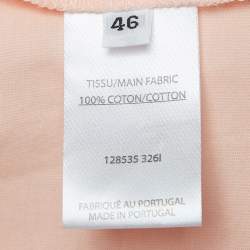 46
TISSU/MAIN FABRIC
100% COTON/COTTON
128535 326I
FABRIQUÉ AU PORTUGAL
MADE IN PORTUGAL